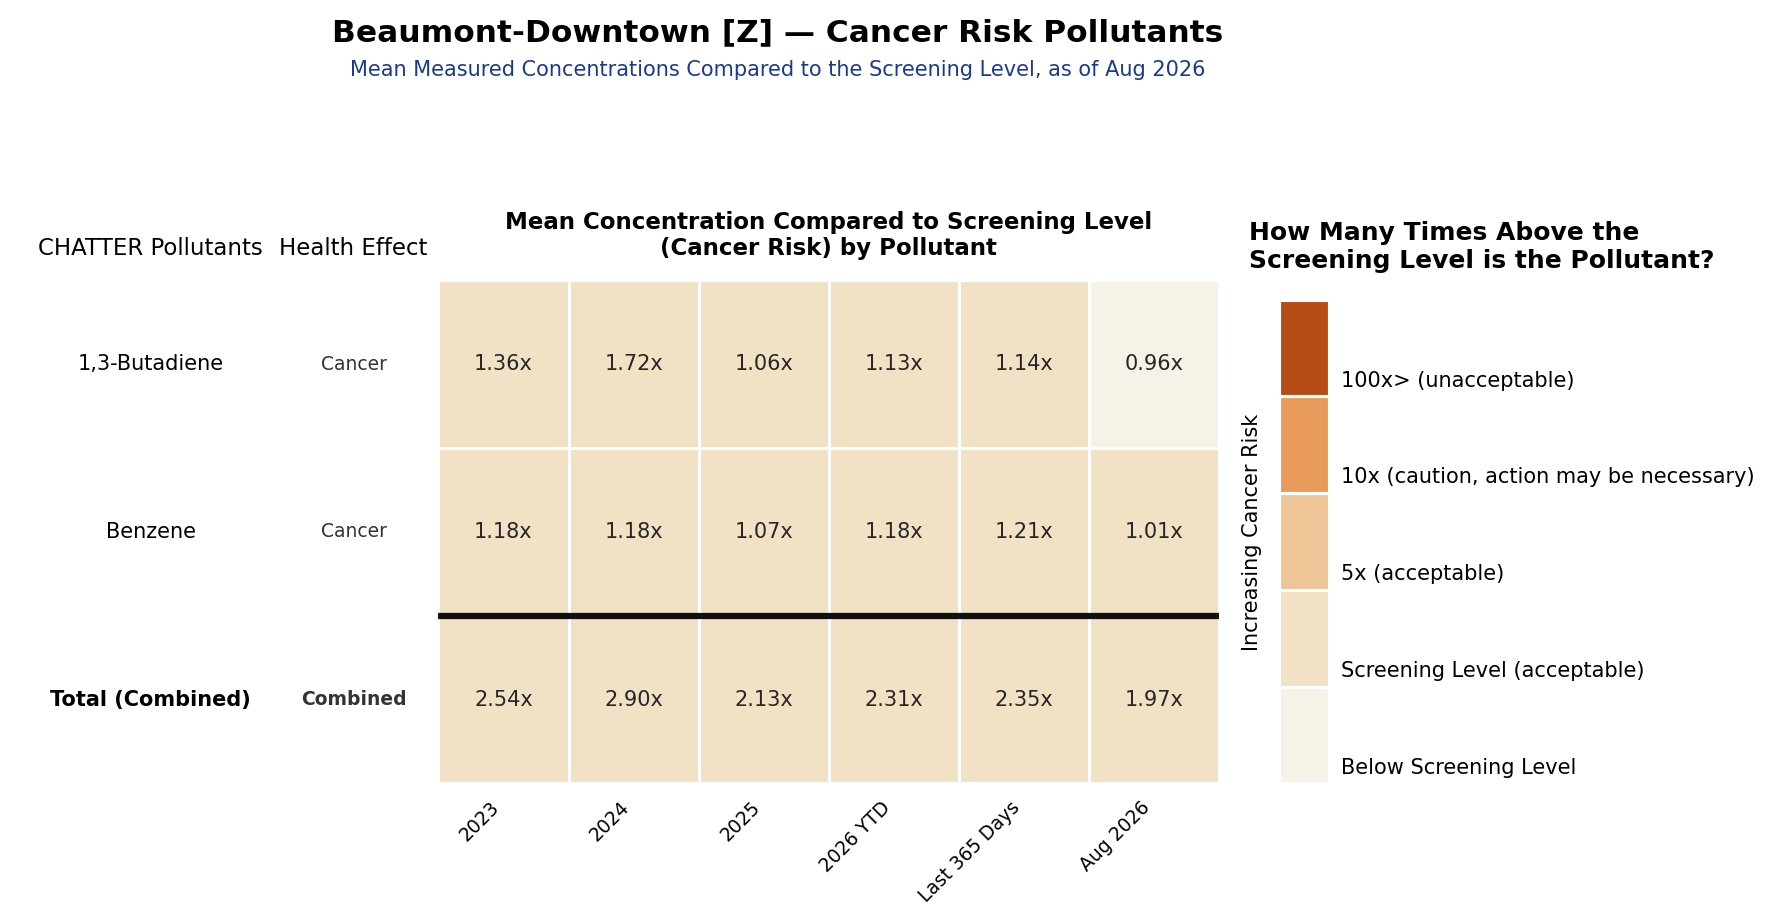 Beaumont-Downtown [Z] — Cancer Risk Pollutants
Mean Measured Concentrations Compared to the Screening Level, as of Aug 2026
CHATTER Pollutants Health Effect
Mean Concentration Compared to Screening Level
(Cancer Risk) by Pollutant
1,3-Butadiene Cancer 1.36x 1.72x 1.06x 1.13x 1.14x 0.96x
Benzene Cancer 1.18x 1.18x 1.07x 1.18x 1.21x 1.01x
Total (Combined) Combined 2.54x 2.90x 2.13x 2.31x 2.35x 1.97x
2023 2024 2025 2026 YTD Last 365 Days Aug 2026
How Many Times Above the
Screening Level is the Pollutant?
Increasing Cancer Risk
100x> (unacceptable)
10x (caution, action may be necessary)
5x (acceptable)
Screening Level (acceptable)
Below Screening Level